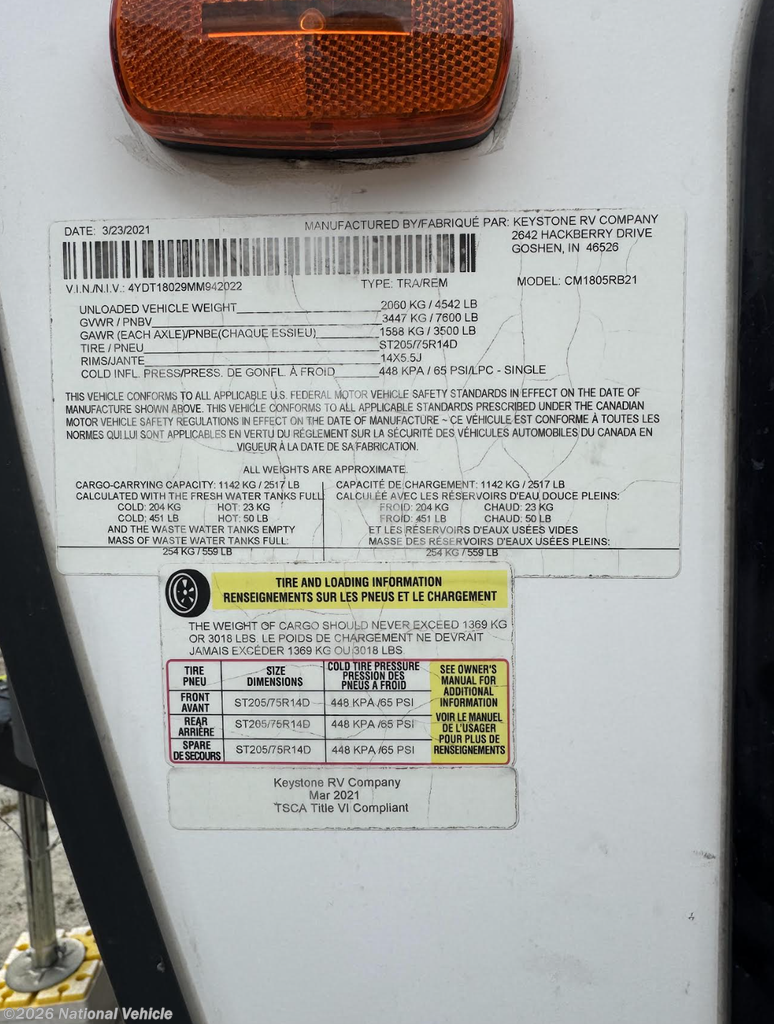 DATE: 3/23/2021 MANUFACTURED BY/FABRIQUÉ PAR: KEYSTONE RV COMPANY
2642 HACKBERRY DRIVE
GOSHEN, IN 46526
V.I.N./N.I.V.: 4YDT18029MM942022 TYPE: TRA/REM MODEL: CM1805RB21
UNLOADED VEHICLE WEIGHT 2060 KG / 4542 LB
GVWR / PNBV 3447 KG / 7600 LB
GAWR (EACH AXLE)/PNBE(CHAQUE ESSIEU) 1588 KG / 3500 LB
TIRE / PNEU ST205/75R14D
RIMS/JANTE 14X5.5J
COLD INFL. PRESS/PRESS. DE GONFL. À FROID 448 KPA / 65 PSI/LPC - SINGLE
THIS VEHICLE CONFORMS TO ALL APPLICABLE U.S. FEDERAL MOTOR VEHICLE SAFETY STANDARDS IN EFFECT ON THE DATE OF
MANUFACTURE SHOWN ABOVE. THIS VEHICLE CONFORMS TO ALL APPLICABLE STANDARDS PRESCRIBED UNDER THE CANADIAN
MOTOR VEHICLE SAFETY REGULATIONS IN EFFECT ON THE DATE OF MANUFACTURE ~ CE VÉHICULE EST CONFORME À TOUTES LES
NORMES QUI LUI SONT APPLICABLES EN VERTU DU RÉGLEMENT SUR LA SÉCURITÉ DES VÉHICULES AUTOMOBILES DU CANADA EN
VIGUEUR À LA DATE DE SA FABRICATION.
ALL WEIGHTS ARE APPROXIMATE.
CARGO-CARRYING CAPACITY: 1142 KG / 2517 LB CAPACITÉ DE CHARGEMENT: 1142 KG / 2517 LB
CALCULATED WITH THE FRESH WATER TANKS FULL CALCULÉE AVEC LES RÉSERVOIRS D'EAU DOUCE PLEINS:
COLD: 204 KG HOT: 23 KG FROID: 204 KG CHAUD: 23 KG
COLD: 451 LB HOT: 50 LB FROID: 451 LB CHAUD: 50 LB
AND THE WASTE WATER TANKS EMPTY ET LES RÉSERVOIRS D'EAUX USÉES VIDES
MASS OF WASTE WATER TANKS FULL: MASSE DES RÉSERVOIRS D'EAUX USÉES PLEINS:
254 KG / 559 LB 254 KG / 559 LB
TIRE AND LOADING INFORMATION
RENSEIGNEMENTS SUR LES PNEUS ET LE CHARGEMENT
THE WEIGHT OF CARGO SHOULD NEVER EXCEED 1369 KG
OR 3018 LBS. LE POIDS DE CHARGEMENT NE DEVRAIT
JAMAIS EXCÉDER 1369 KG OU 3018 LBS
TIRE
PNEU
SIZE
DIMENSIONS
COLD TIRE PRESSURE
PRESSION DES
PNEUS A FROID
SEE OWNER'S
MANUAL FOR
ADDITIONAL
INFORMATION
VOIR LE MANUEL
DE L'USAGER
POUR PLUS DE
RENSEIGNEMENTS
FRONT
AVANT
ST205/75R14D 448 KPA /65 PSI
REAR
ARRIÈRE
ST205/75R14D 448 KPA /65 PSI
SPARE
DE SECOURS
ST205/75R14D 448 KPA /65 PSI
Keystone RV Company
Mar 2021
TSCA Title VI Compliant
©2026 National Vehicle